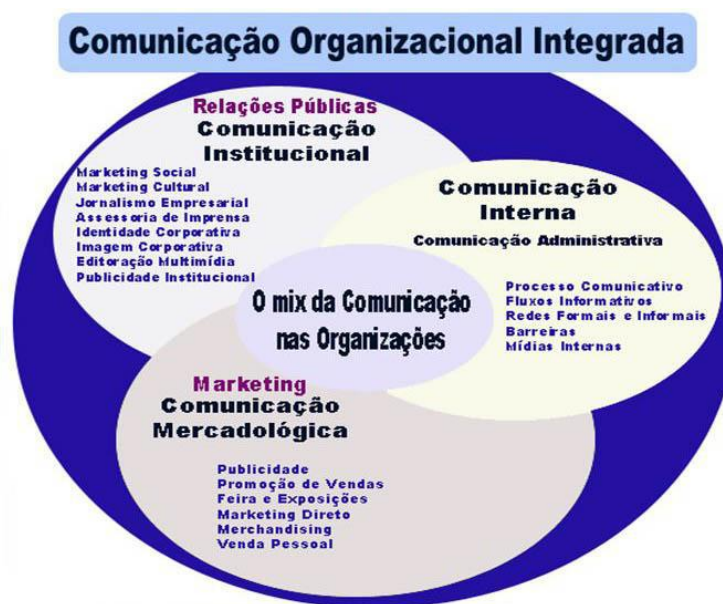 Comunicação Organizacional Integrada
Relações Públicas
Comunicação
Institucional
Marketing Social
Marketing Cultural
Jornalismo Empresarial
Assessoria de Imprensa
Identidade Corporativa
Imagem Corporativa
Editoração Multimídia
Publicidade Institucional
Comunicação
Interna
Comunicação Administrativa
Processo Comunicativo
Fluxos Informativos
Redes Formais e Informais
Barreiras
Mídias Internas
O mix da Comunicação
nas Organizações
Marketing
Comunicação
Mercadológica
Publicidade
Promoção de Vendas
Feira e Exposições
Marketing Direto
Merchandising
Venda Pessoal